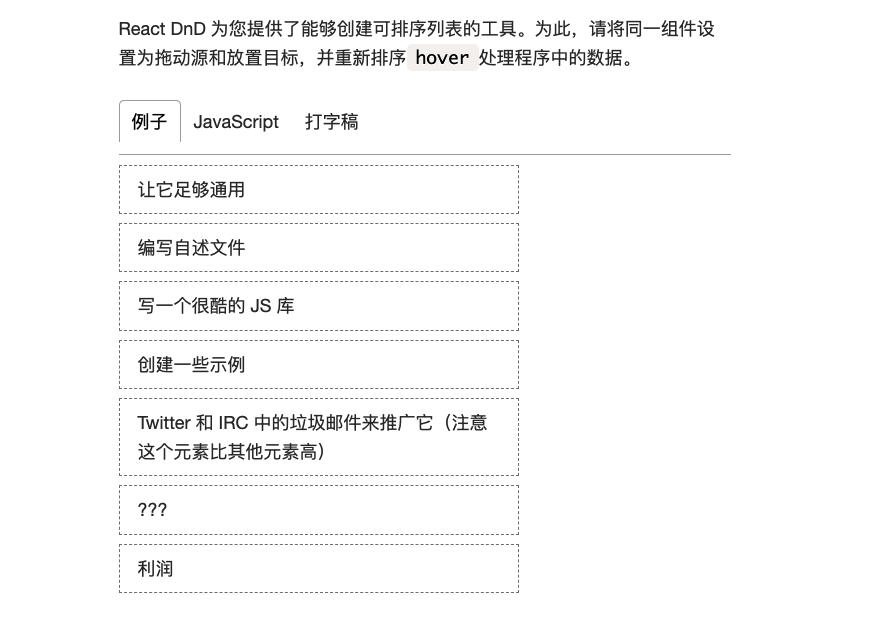 React DnD 为您提供了能够创建可排序列表的工具。为此，请将同一组件设
置为拖动源和放置目标，并重新排序 hover 处理程序中的数据。
例子 JavaScript 打字稿
让它足够通用
编写自述文件
写一个很酷的 JS 库
创建一些示例
Twitter 和 IRC 中的垃圾邮件来推广它（注意
这个元素比其他元素高）
???
利润